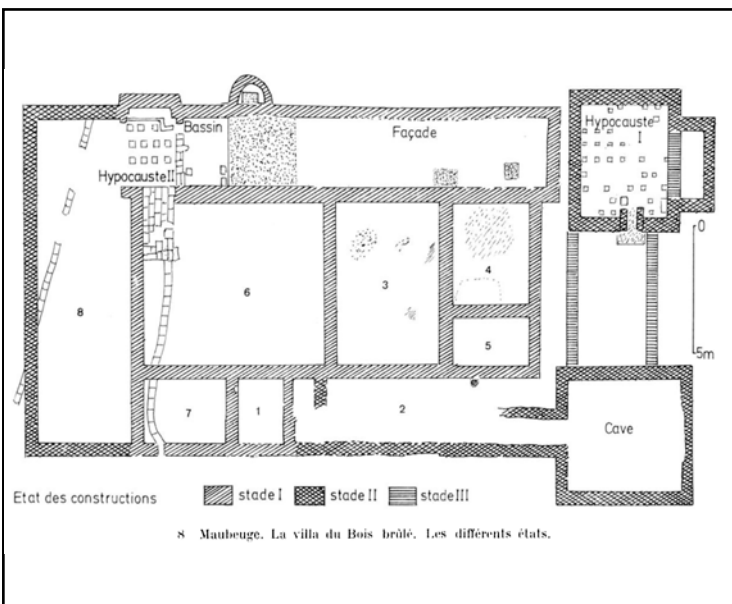 Bassin
Façade
Hypocauste
I
Hypocauste II
0
4
6
3
8
5
5m
7
1
2
Cave
Etat des constructions
stade I
stade II
stade III
8 Maubeuge. La villa du Bois brûlé. Les différents états.